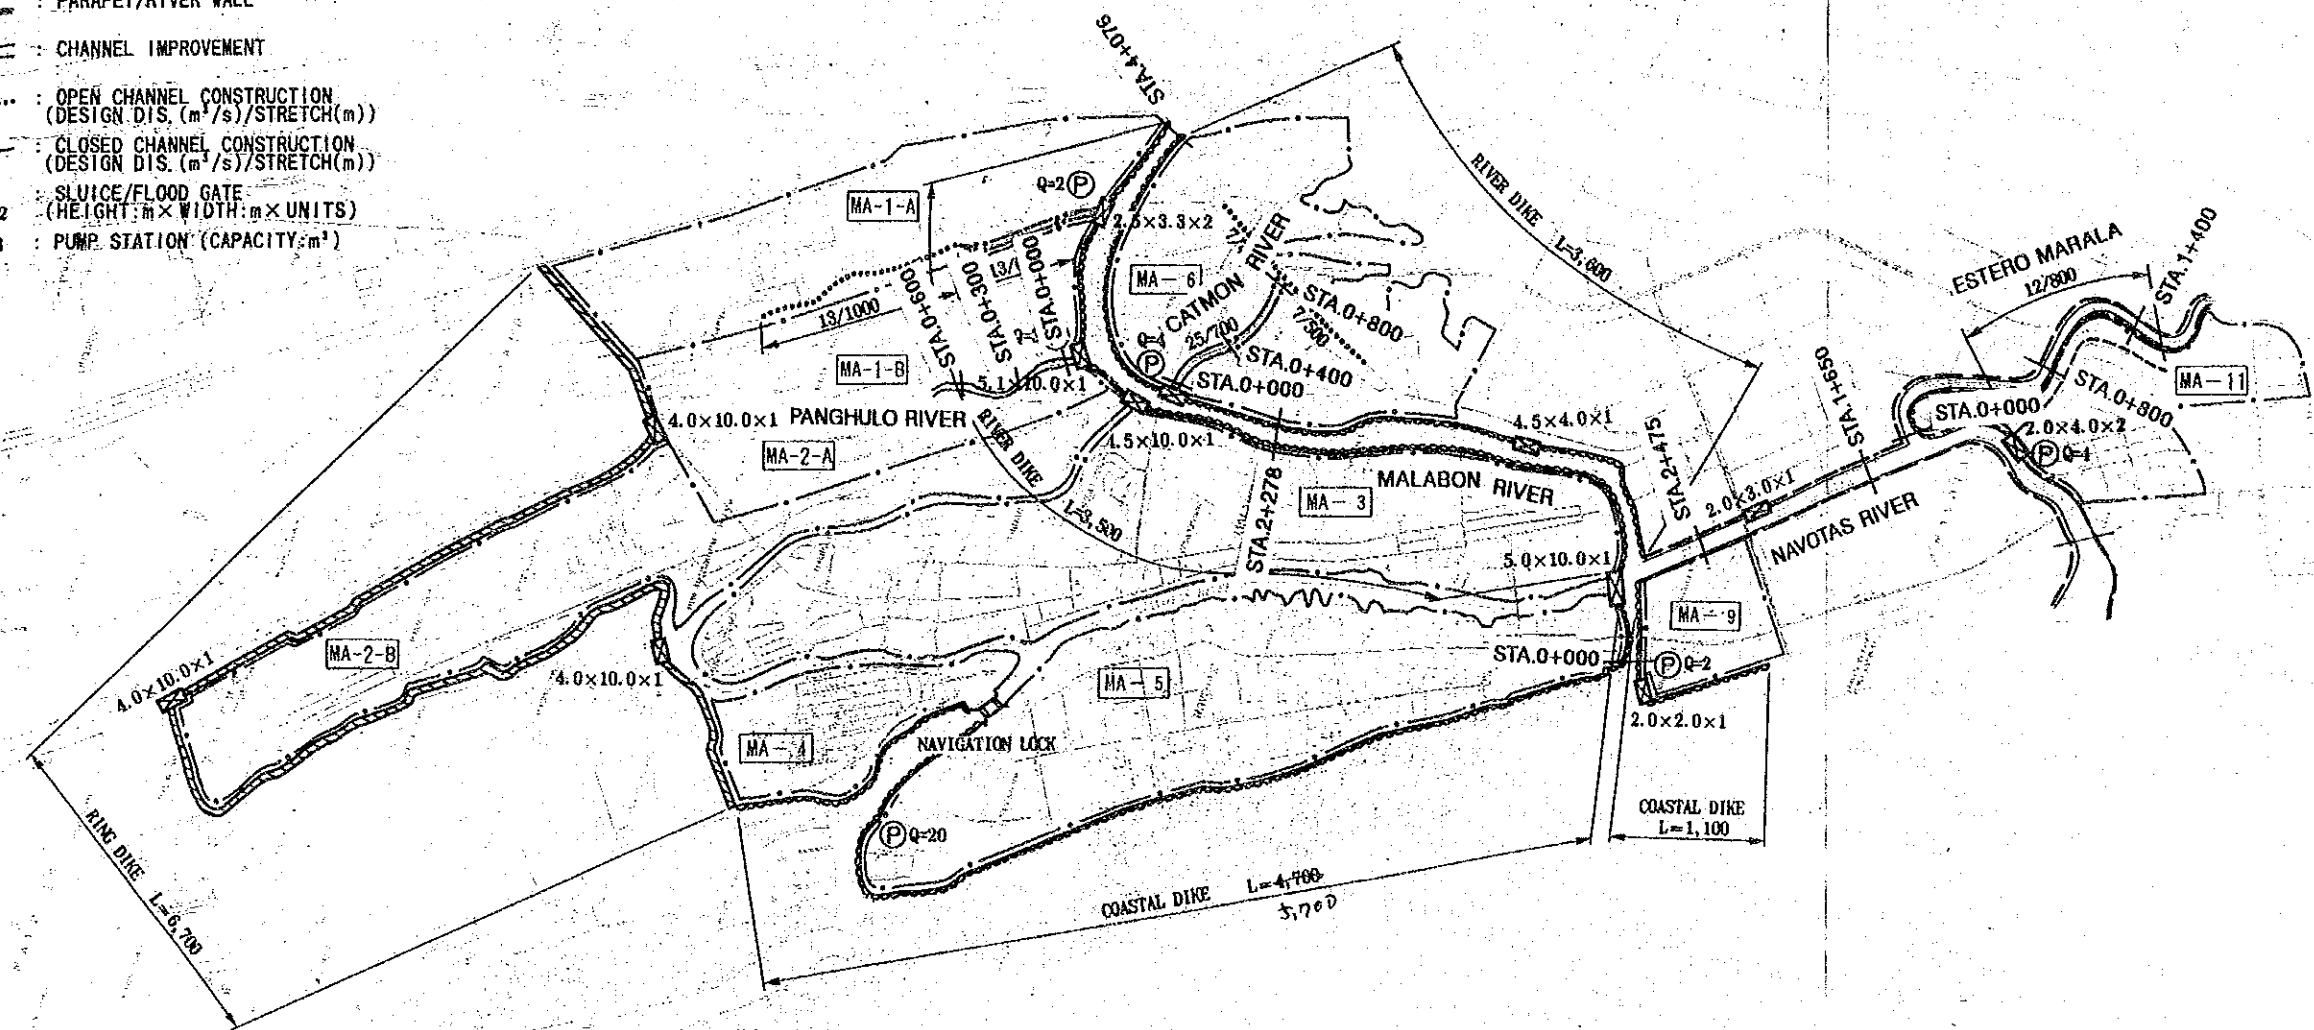 : PARAPET/RIVER WALL
: CHANNEL IMPROVEMENT
: OPEN CHANNEL CONSTRUCTION
(DESIGN DIS. (m³/s)/STRETCH(m))
: CLOSED CHANNEL CONSTRUCTION
(DESIGN DIS. (m³/s)/STRETCH(m))
: SLUICE/FLOOD GATE
(HEIGHT:m×WIDTH:m×UNITS)
: PUMP STATION (CAPACITY:m³)
STA.4+076
RIVER DIKE L=3,600
MA-1-A
Q=2 P
2.5×3.3×2
MA-6
CATMON RIVER
13/1000
STA.0+600
STA.0+300
STA.0+000
STA.0+800
7/500
25/700
STA.0+400
STA.0+000
P
MA-1-B
5.1×10.0×1
4.0×10.0×1
PANGHULO RIVER
MA-2-A
RIVER DIKE
L=3,500
4.5×10.0×1
STA.2+278
4.5×4.0×1
MALABON RIVER
MA-3
5.0×10.0×1
STA.2+475
2.0×3.0×1
STA.1+650
NAVOTAS RIVER
ESTERO MARALA
12/800
STA.1+400
MA-11
STA.0+800
STA.0+000
2.0×4.0×2
P Q=1
MA-9
STA.0+000
P Q=2
2.0×2.0×1
MA-2-B
4.0×10.0×1
4.0×10.0×1
MA-5
MA-4
NAVIGATION LOCK
P Q=20
COASTAL DIKE
L=1,100
COASTAL DIKE L=4,700
5,700
RING DIKE L=6,700